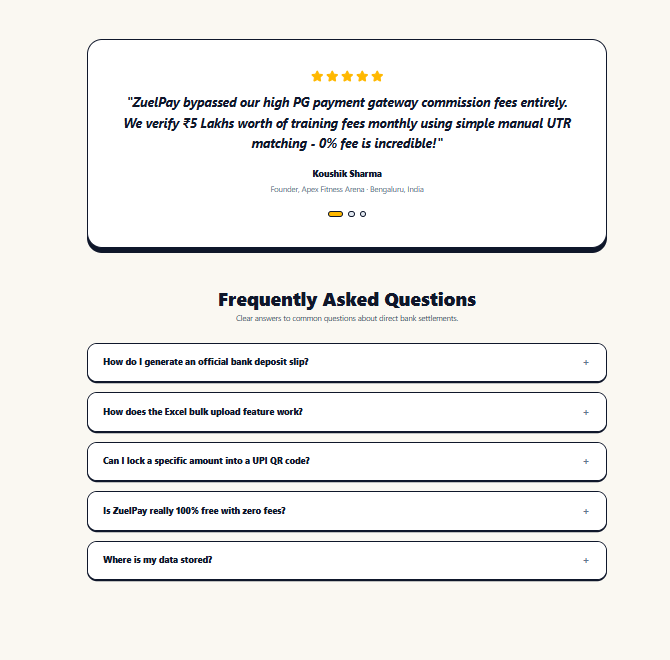 "ZuelPay bypassed our high PG payment gateway commission fees entirely.
We verify ₹5 Lakhs worth of training fees monthly using simple manual UTR
matching - 0% fee is incredible!"
Koushik Sharma
Founder, Apex Fitness Arena · Bengaluru, India
Frequently Asked Questions
Clear answers to common questions about direct bank settlements.
How do I generate an official bank deposit slip? +
How does the Excel bulk upload feature work? +
Can I lock a specific amount into a UPI QR code? +
Is ZuelPay really 100% free with zero fees? +
Where is my data stored? +